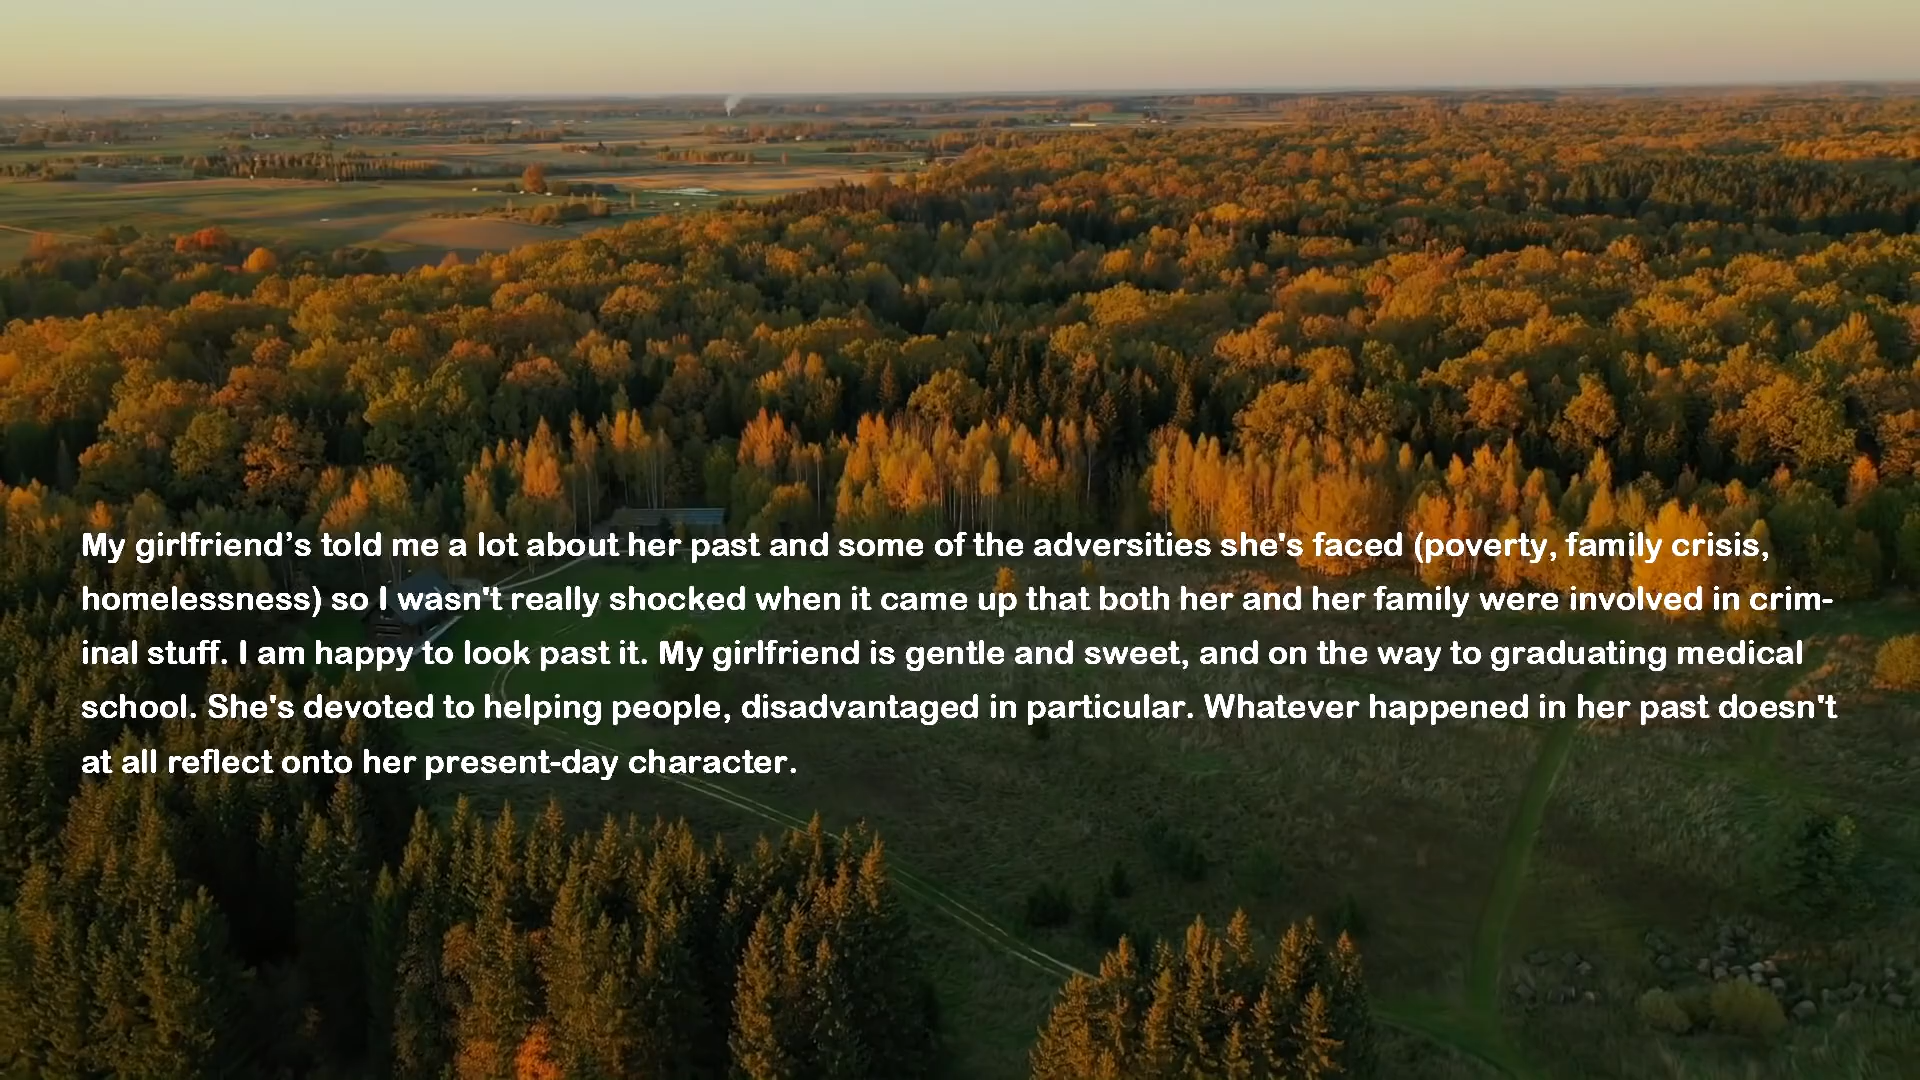 My girlfriend’s told me a lot about her past and some of the adversities she's faced (poverty, family crisis,
homelessness) so I wasn't really shocked when it came up that both her and her family were involved in crim-
inal stuff. I am happy to look past it. My girlfriend is gentle and sweet, and on the way to graduating medical
school. She's devoted to helping people, disadvantaged in particular. Whatever happened in her past doesn't
at all reflect onto her present-day character.